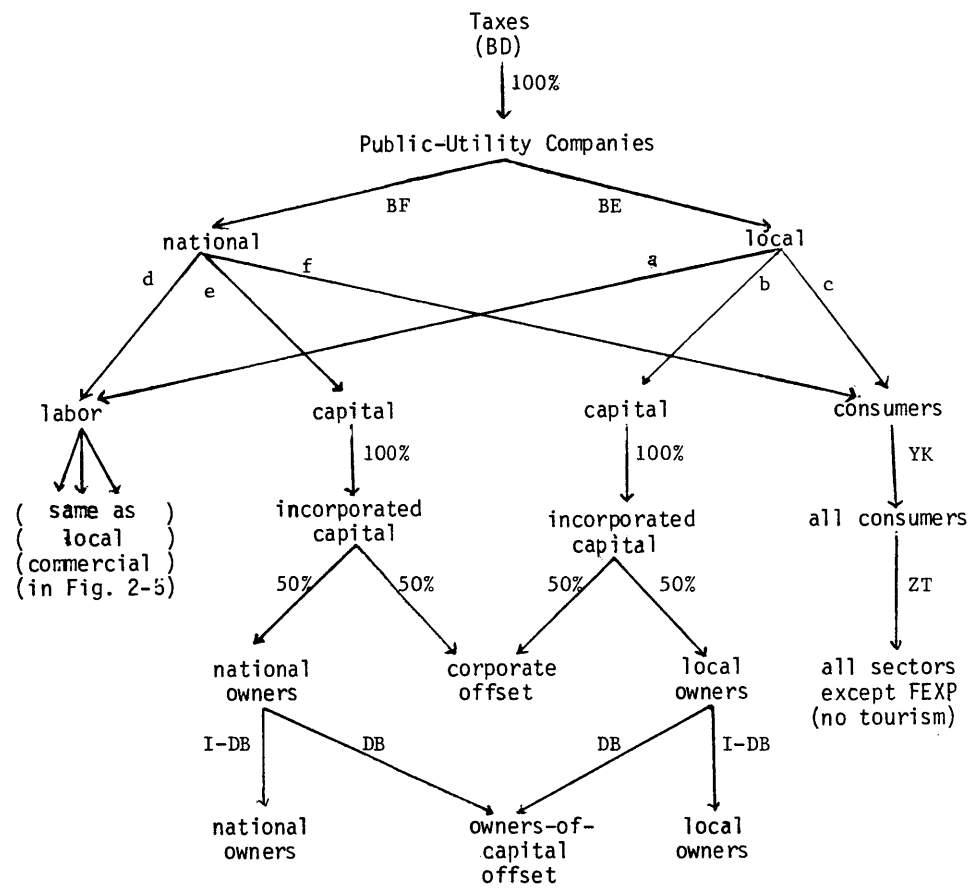 Taxes
(BD)
100%
Public-Utility Companies
BF
BE
national
local
d
e
f
a
b
c
labor
capital
capital
consumers
100%
100%
YK
( same as )
( local )
(commercial )
(in Fig. 2-5)
incorporated
capital
incorporated
capital
all consumers
50%
50%
50%
50%
ZT
national
owners
corporate
offset
local
owners
all sectors
except FEXP
(no tourism)
I-DB
DB
DB
I-DB
national
owners
owners-of-
capital
offset
local
owners